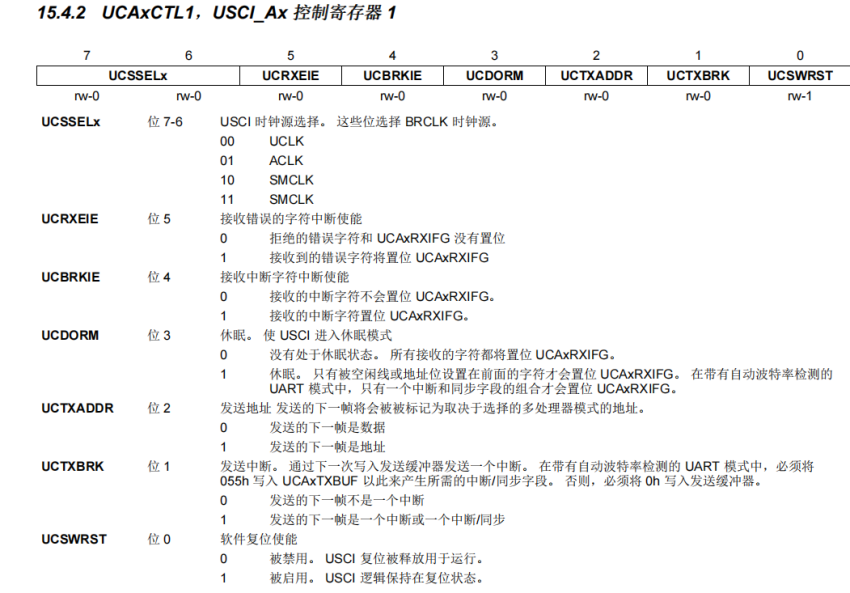 15.4.2 UCAxCTL1，USCI_Ax 控制寄存器 1
7 6 5 4 3 2 1 0
UCSSELx UCRXEIE UCBRKIE UCDORM UCTXADDR UCTXBRK UCSWRST
rw-0 rw-0 rw-0 rw-0 rw-0 rw-0 rw-0 rw-1
UCSSELx 位 7-6 USCI 时钟源选择。 这些位选择 BRCLK 时钟源。
00 UCLK
01 ACLK
10 SMCLK
11 SMCLK
UCRXEIE 位 5 接收错误的字符中断使能
0 拒绝的错误字符和 UCAxRXIFG 没有置位
1 接收到的错误字符将置位 UCAxRXIFG
UCBRKIE 位 4 接收中断字符中断使能
0 接收的中断字符不会置位 UCAxRXIFG。
1 接收的中断字符置位 UCAxRXIFG。
UCDORM 位 3 休眠。 使 USCI 进入休眠模式
0 没有处于休眠状态。 所有接收的字符都将置位 UCAxRXIFG。
1 休眠。 只有被空闲线或地址位设置在前面的字符才会置位 UCAxRXIFG。 在带有自动波特率检测的
UART 模式中，只有一个中断和同步字段的组合才会置位 UCAxRXIFG。
UCTXADDR 位 2 发送地址 发送的下一帧将会被被标记为取决于选择的多处理器模式的地址。
0 发送的下一帧是数据
1 发送的下一帧是地址
UCTXBRK 位 1 发送中断。 通过下一次写入发送缓冲器发送一个中断。 在带有自动波特率检测的 UART 模式中，必须将
055h 写入 UCAxTXBUF 以此来产生所需的中断/同步字段。 否则，必须将 0h 写入发送缓冲器。
0 发送的下一帧不是一个中断
1 发送的下一帧是一个中断或一个中断/同步
UCSWRST 位 0 软件复位使能
0 被禁用。 USCI 复位被释放用于运行。
1 被启用。 USCI 逻辑保持在复位状态。